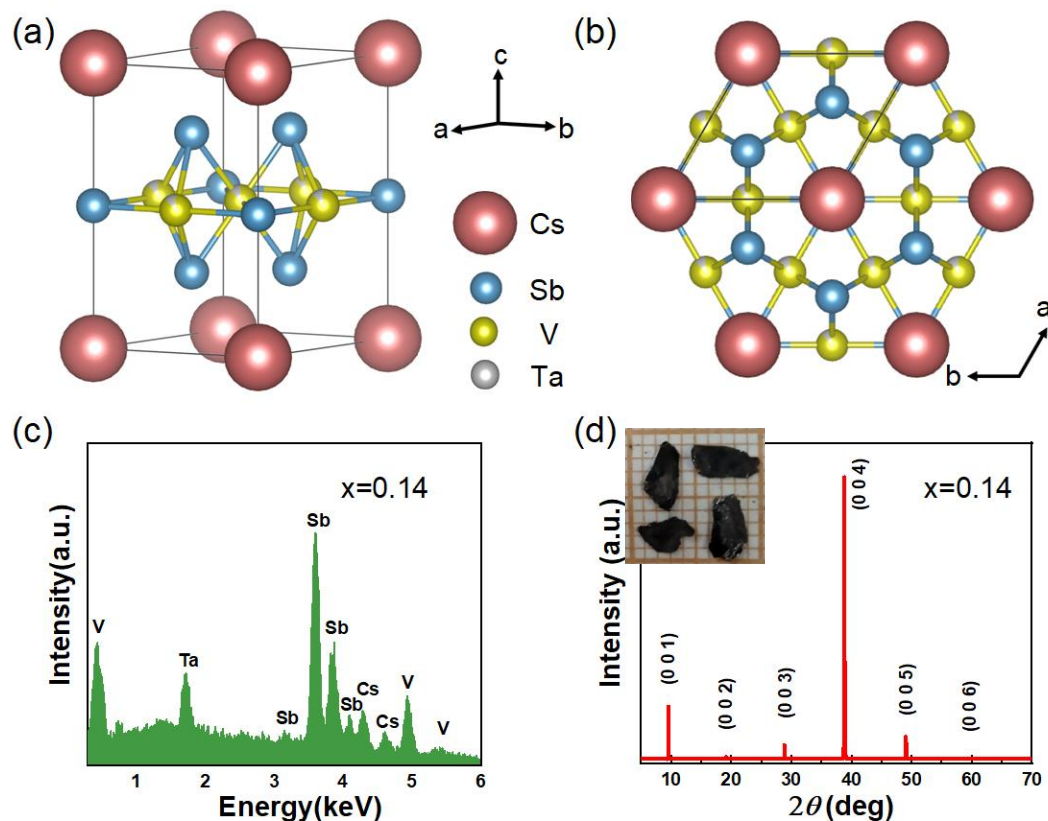 (a)
c
a
b
Cs
Sb
V
Ta
(b)
a
b
(c)
x=0.14
V
Ta
Sb
Sb
Sb
Sb
Cs
Cs
V
V
Intensity(a.u.)
1 2 3 4 5 6
Energy(keV)
(d)
x=0.14
(0 0 1)
(0 0 2)
(0 0 3)
(0 0 4)
(0 0 5)
(0 0 6)
Intensity (a.u.)
10 20 30 40 50 60 70
2θ (deg)